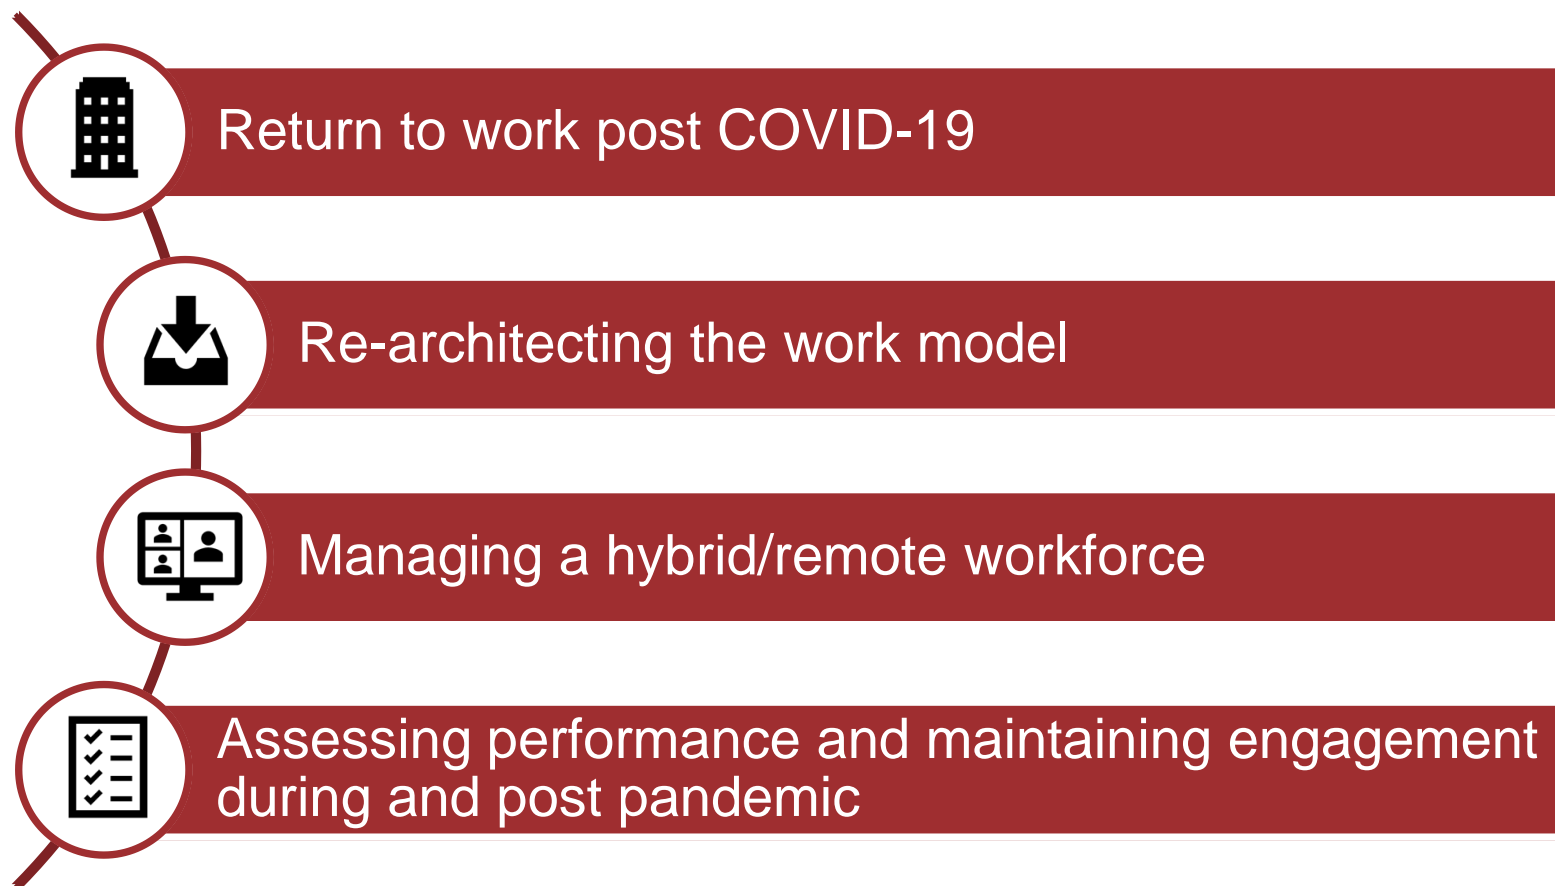 Return to work post COVID-19
Re-architecting the work model
Managing a hybrid/remote workforce
Assessing performance and maintaining engagement
during and post pandemic